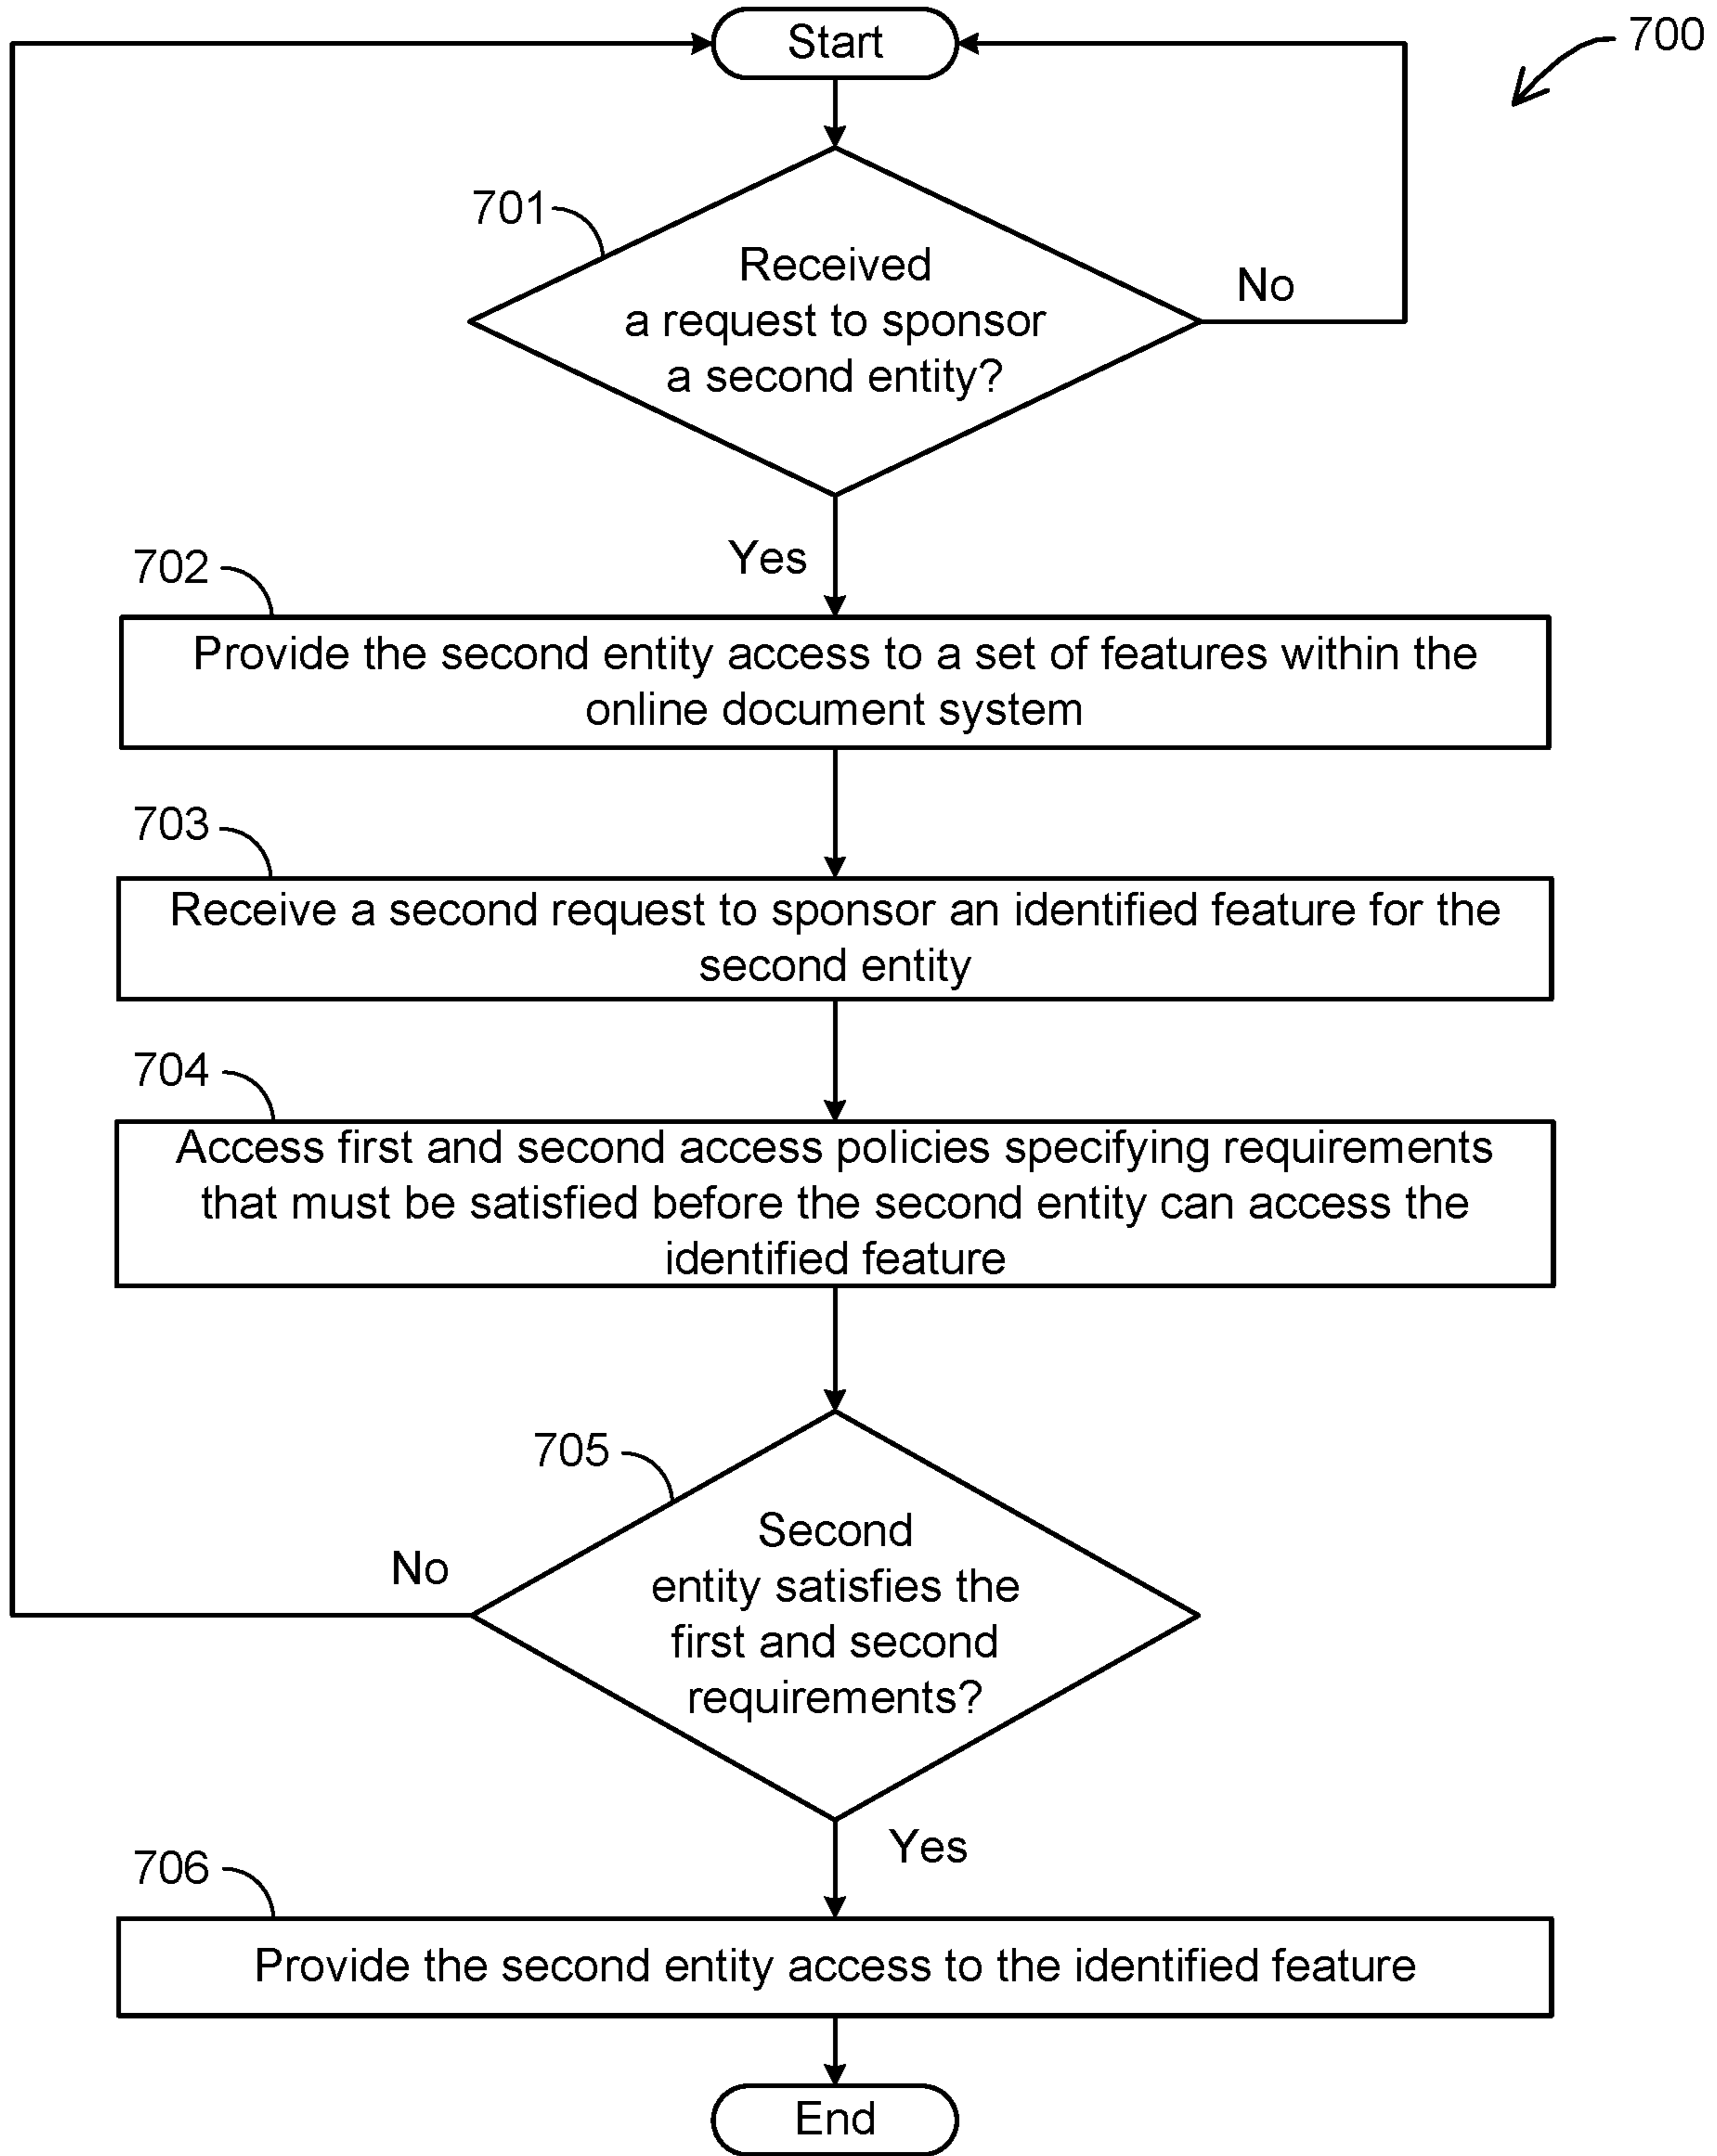 Start
700
701
Received
a request to sponsor
a second entity?
No
Yes
702
Provide the second entity access to a set of features within the
online document system
703
Receive a second request to sponsor an identified feature for the
second entity
704
Access first and second access policies specifying requirements
that must be satisfied before the second entity can access the
identified feature
705
Second
entity satisfies the
first and second
requirements?
No
Yes
706
Provide the second entity access to the identified feature
End